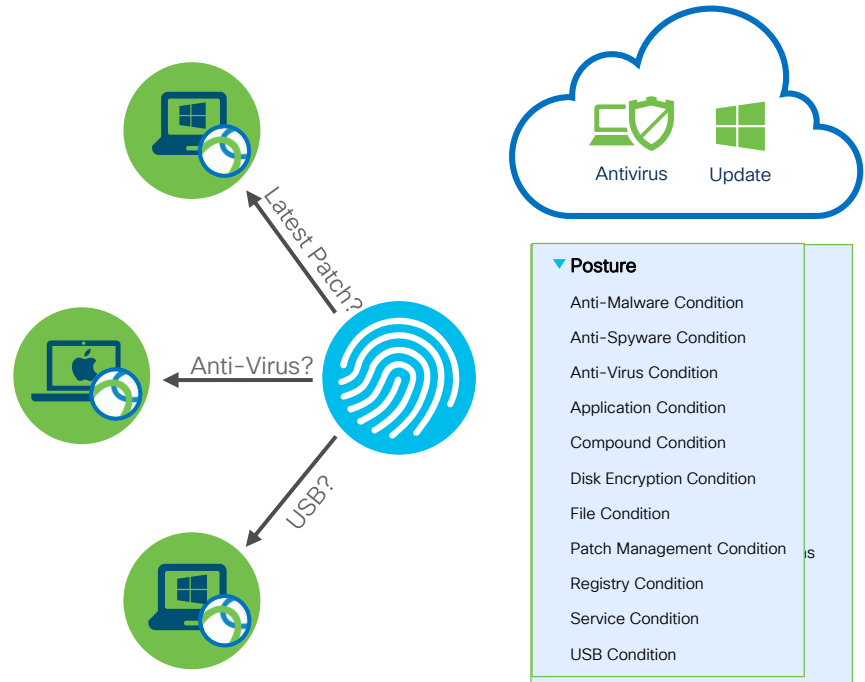 Latest Patch?
Anti-Virus?
USB?
Antivirus
Update
Posture
Anti-Malware Condition
Anti-Spyware Condition
Anti-Virus Condition
Application Condition
Compound Condition
Disk Encryption Condition
File Condition
Patch Management Condition
Registry Condition
Service Condition
USB Condition